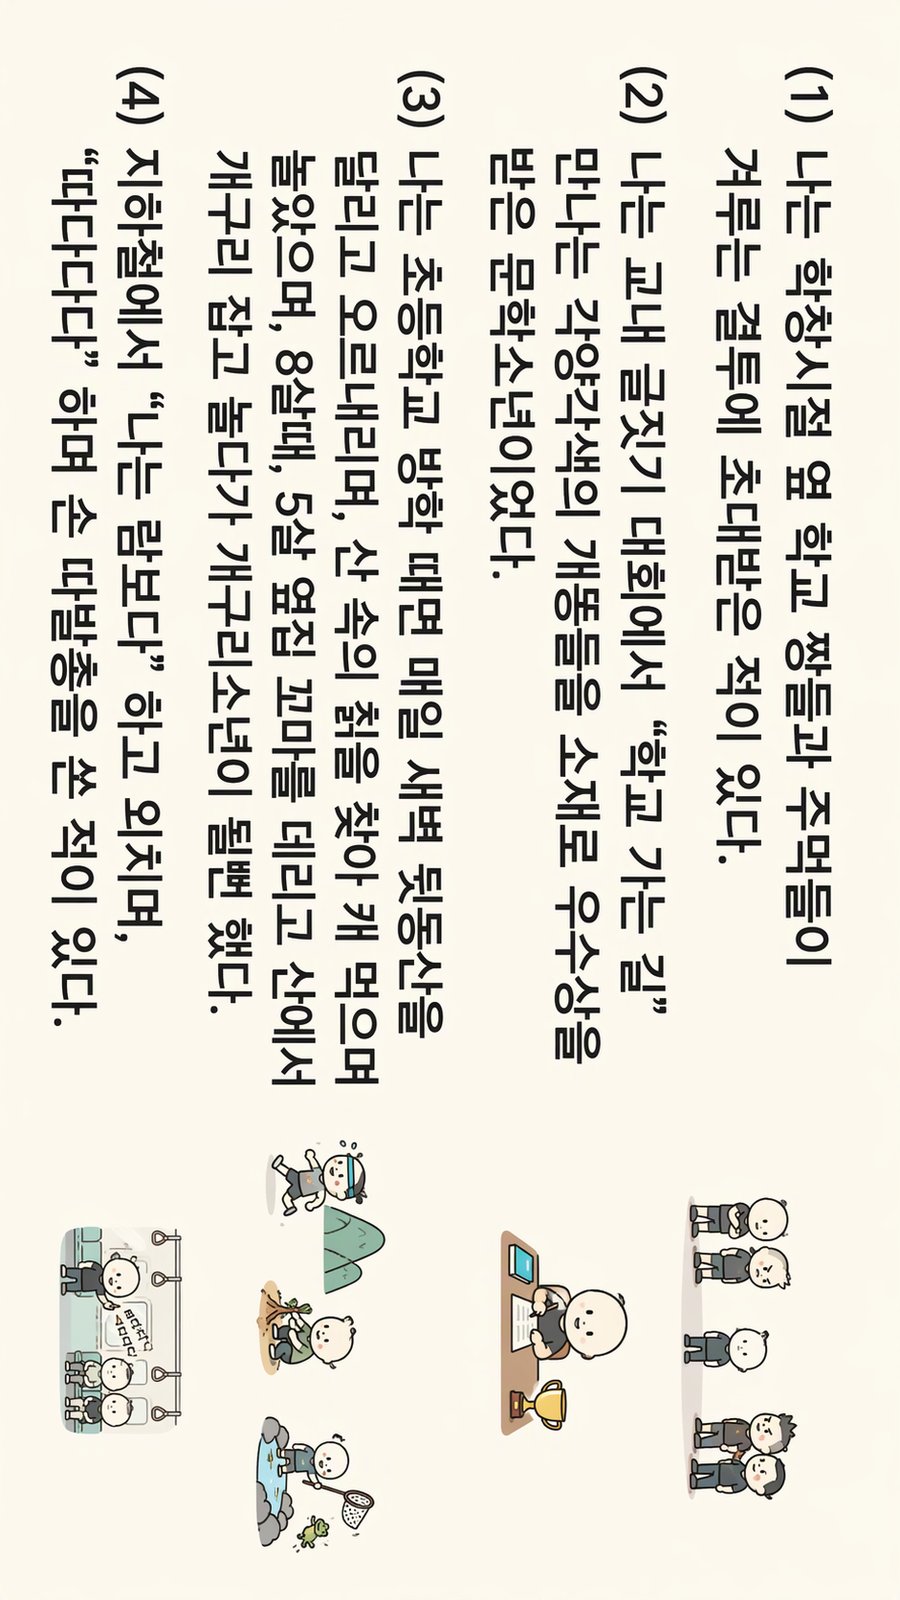 (1) 나는 학창시절 옆 학교 짱들과 주먹들이
겨루는 결투에 초대받은 적이 있다.
(2) 나는 교내 글짓기 대회에서 “학교 가는 길”
만나는 각양각색의 개똥들을 소재로 우수상을
받은 문학소년이었다.
(3) 나는 초등학교 방학 때면 매일 새벽 뒷동산을
달리고 오르내리며, 산 속의 칡을 찾아 캐 먹으며
놀았으며, 8살때, 5살 옆집 꼬마를 데리고 산에서
개구리 잡고 놀다가 개구리소년이 될뻔 했다.
(4) 지하철에서 “나는 람보다” 하고 외치며,
“따다다다” 하며 손 따발총을 쏜 적이 있다.